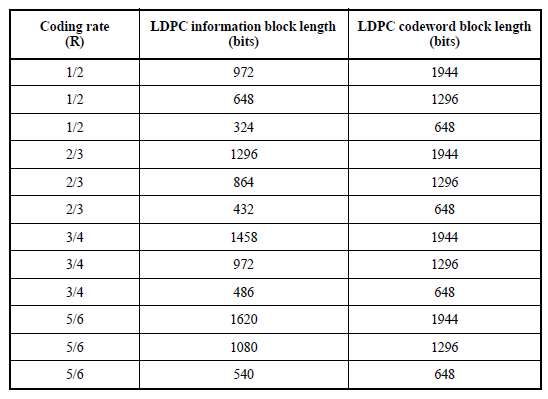 Coding rate LDPC information block length LDPC codeword block length
(R) (bits) (bits)
1/2 972 1944
1/2 648 1296
1/2 324 648
2/3 1296 1944
2/3 864 1296
2/3 432 648
3/4 1458 1944
3/4 972 1296
3/4 486 648
5/6 1620 1944
5/6 1080 1296
5/6 540 648